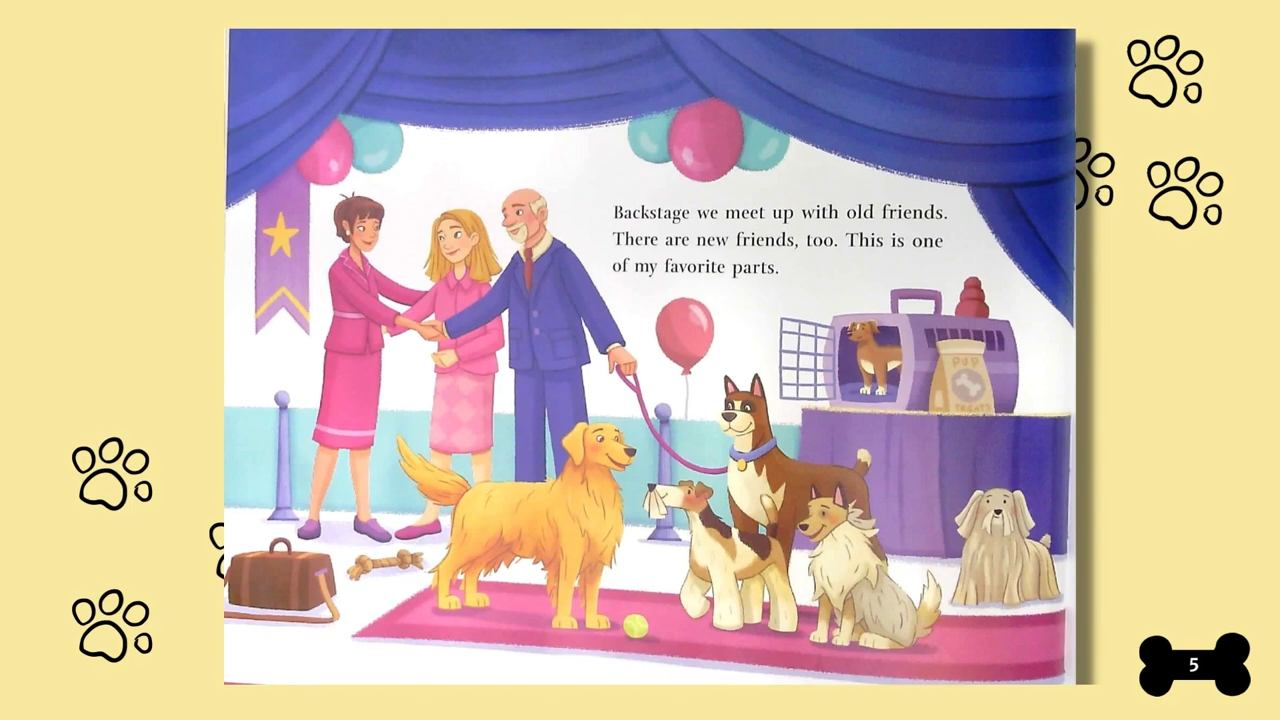 Backstage we meet up with old friends.
There are new friends, too. This is one
of my favorite parts.
PUP
TREATS
5